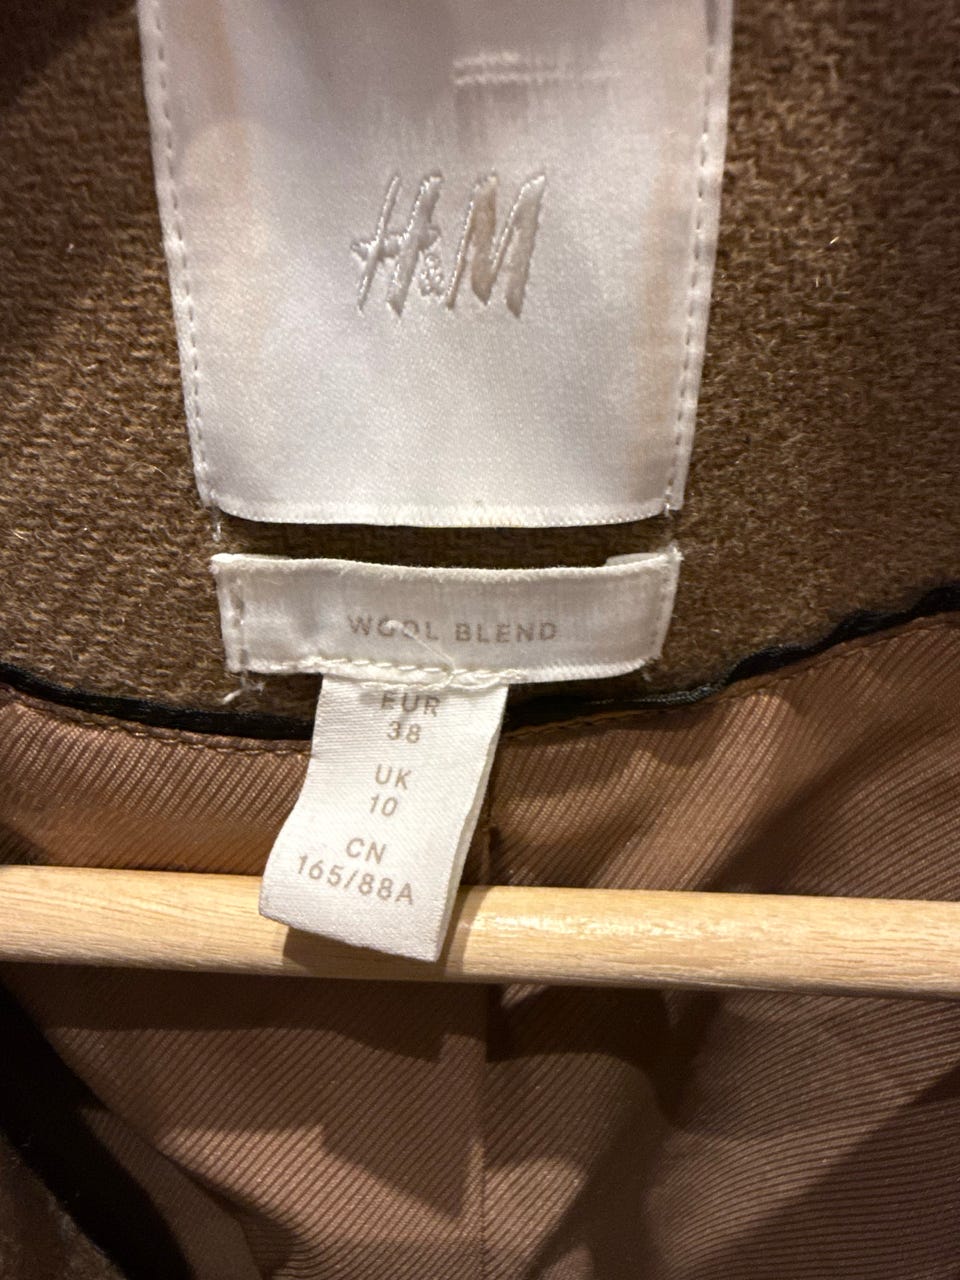 H&M
WOOL BLEND
EUR
38
UK
10
CN
165/88A